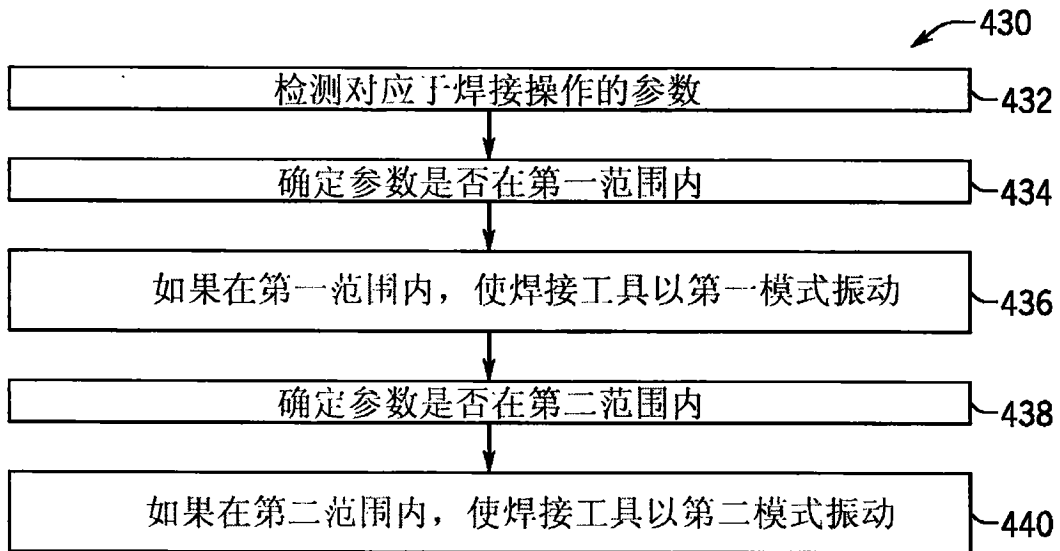 430
检测对应于焊接操作的参数
432
确定参数是否在第一范围内
434
如果在第一范围内，使焊接工具以第一模式振动
436
确定参数是否在第二范围内
438
如果在第二范围内，使焊接工具以第二模式振动
440